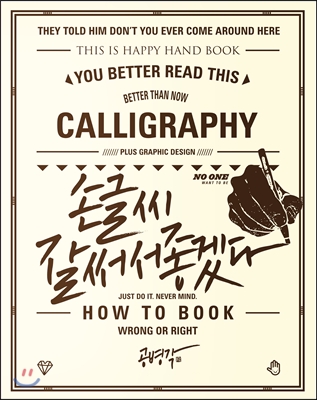 THEY TOLD HIM DON'T YOU EVER COME AROUND HERE
THIS IS HAPPY HAND BOOK
YOU BETTER READ THIS
BETTER THAN NOW
CALLIGRAPHY
/////// PLUS GRAPHIC DESIGN ///////
NO ONE
WANT TO BE
손글씨
잘 써서 좋겠다
JUST DO IT. NEVER MIND.
HOW TO BOOK
WRONG OR RIGHT
공병각